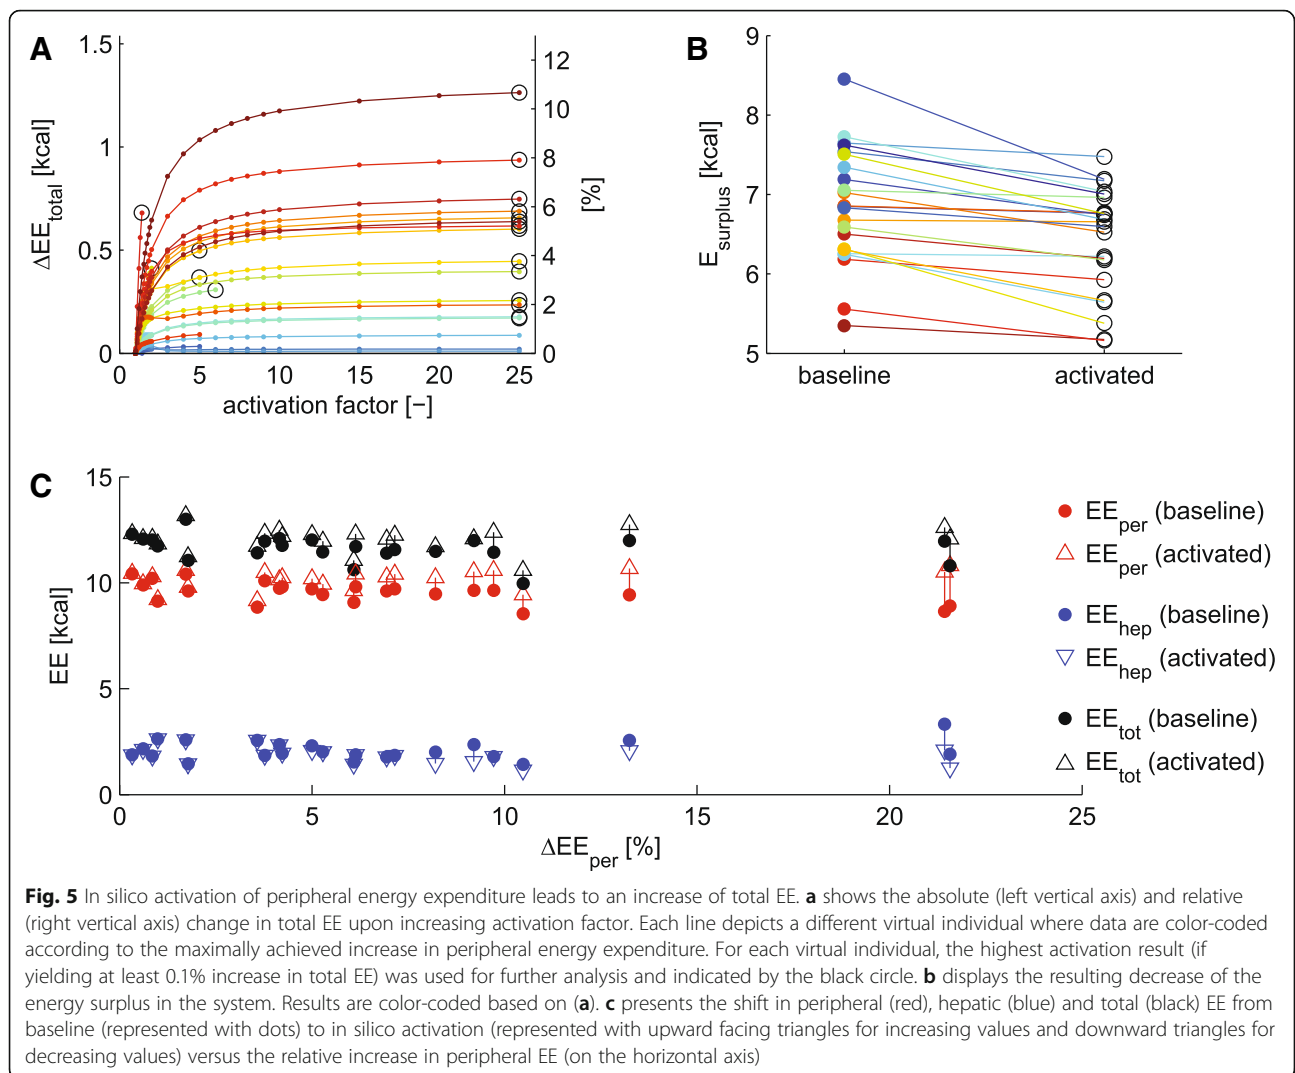 A
B
1.5
1
0.5
0
ΔEEtotal [kcal]
12
10
8
6
4
2
0
[%]
0 5 10 15 20 25
activation factor [−]
9
8
7
6
5
Esurplus [kcal]
baseline activated
C
15
10
5
0
EE [kcal]
0 5 10 15 20 25
ΔEEper [%]
EEper (baseline)
EEper (activated)
EEhep (baseline)
EEhep (activated)
EEtot (baseline)
EEtot (activated)
Fig. 5 In silico activation of peripheral energy expenditure leads to an increase of total EE. a shows the absolute (left vertical axis) and relative
(right vertical axis) change in total EE upon increasing activation factor. Each line depicts a different virtual individual where data are color-coded
according to the maximally achieved increase in peripheral energy expenditure. For each virtual individual, the highest activation result (if
yielding at least 0.1% increase in total EE) was used for further analysis and indicated by the black circle. b displays the resulting decrease of the
energy surplus in the system. Results are color-coded based on (a). c presents the shift in peripheral (red), hepatic (blue) and total (black) EE from
baseline (represented with dots) to in silico activation (represented with upward facing triangles for increasing values and downward triangles for
decreasing values) versus the relative increase in peripheral EE (on the horizontal axis)